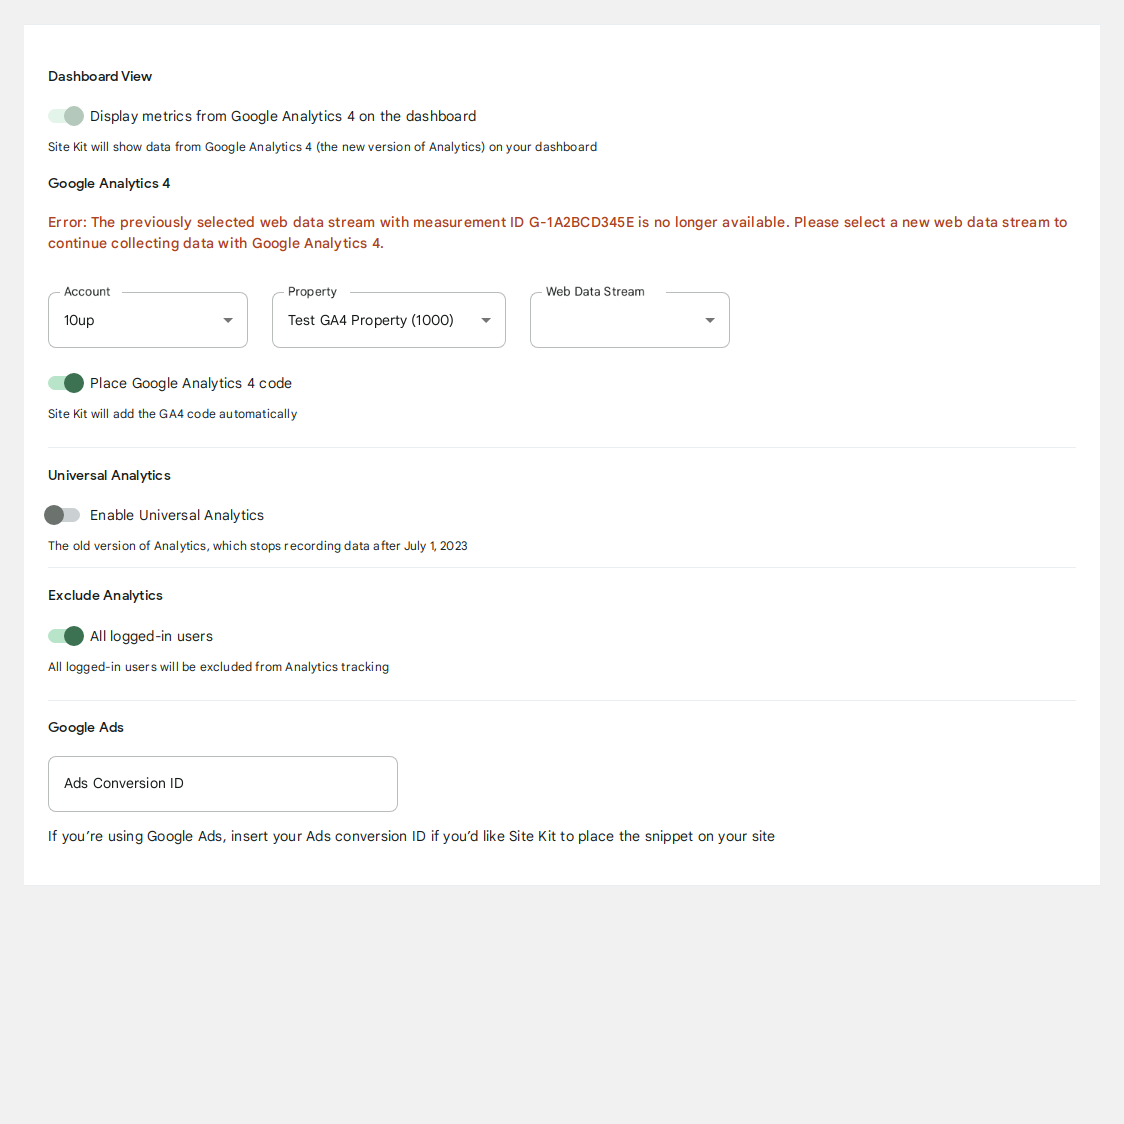 Dashboard View
Display metrics from Google Analytics 4 on the dashboard
Site Kit will show data from Google Analytics 4 (the new version of Analytics) on your dashboard
Google Analytics 4
Error: The previously selected web data stream with measurement ID G-1A2BCD345E is no longer available. Please select a new web data stream to
continue collecting data with Google Analytics 4.
Account
10up
Property
Test GA4 Property (1000)
Web Data Stream
Place Google Analytics 4 code
Site Kit will add the GA4 code automatically
Universal Analytics
Enable Universal Analytics
The old version of Analytics, which stops recording data after July 1, 2023
Exclude Analytics
All logged-in users
All logged-in users will be excluded from Analytics tracking
Google Ads
Ads Conversion ID
If you’re using Google Ads, insert your Ads conversion ID if you’d like Site Kit to place the snippet on your site